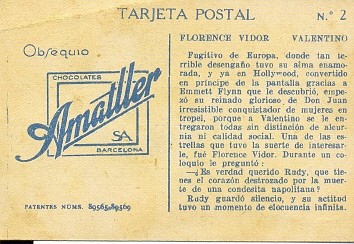 TARJETA POSTAL
N.º 2
Obsequio
CHOCOLATES
Amatller
SA
BARCELONA
PATENTES NÚMS. 89565-89569
FLORENCE VIDOR VALENTINO
Fugitivo de Europa, donde tan
terrible desengaño tuvo su alma enamo-
rada, y ya en Hollywood, convertido
en príncipe de la pantalla gracias a
Emmett Flynn que le descubrió, empe-
zó su reinado glorioso de Don Juan
irresistible conquistador de mujeres en
tropel, porque a Valentino se le en-
tregaron todas sin distinción de alcur-
nia ni calidad social. Una de las es-
trellas que tuvo la suerte de interesar-
le, fué Florence Vidor. Durante un co-
loquio le preguntó:
—¿Es verdad querido Rudy, que tie-
nes el corazón destrozado por la muer-
te de una condesita napolitana?
Rudy guardó silencio, y su actitud
tuvo un momento de elocuencia infinita.